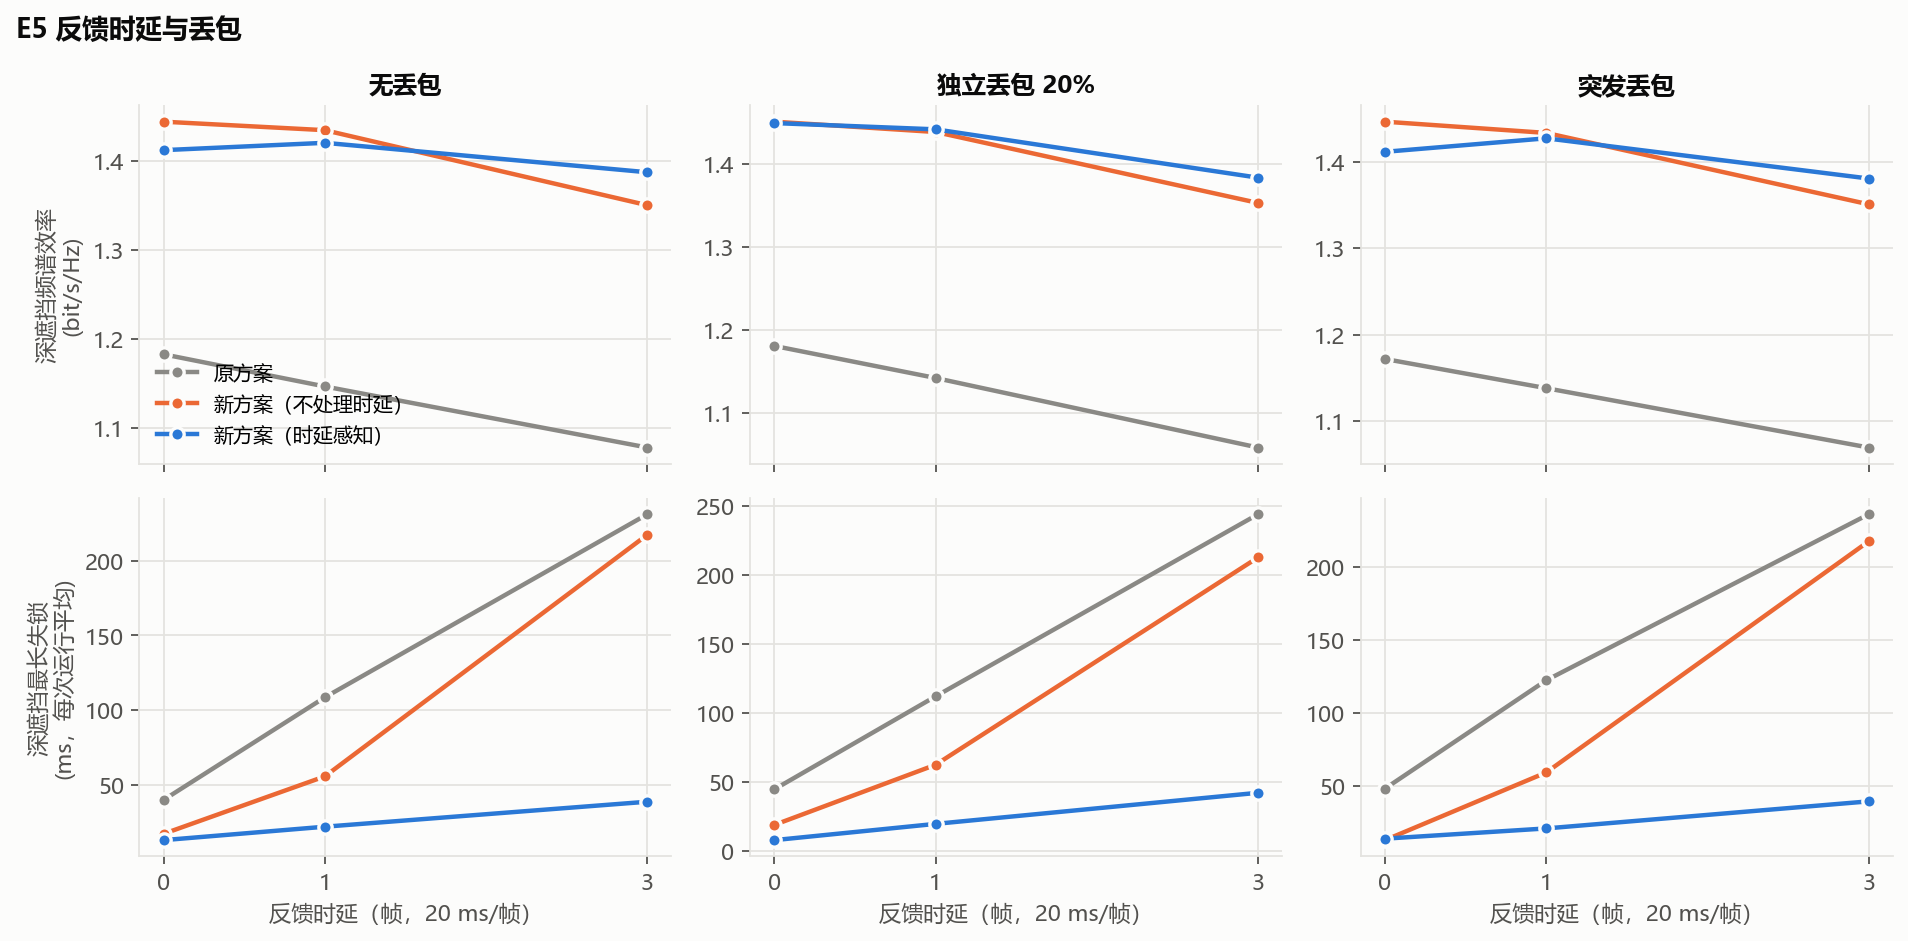 E5 反馈时延与丢包
无丢包
独立丢包 20%
突发丢包
深遮挡频谱效率
(bit/s/Hz)
1.4
1.3
1.2
1.1
原方案
新方案（不处理时延）
新方案（时延感知）
1.4
1.3
1.2
1.1
1.4
1.3
1.2
1.1
深遮挡最长失锁
(ms，每次运行平均)
200
150
100
50
0 1 3
反馈时延（帧，20 ms/帧）
250
200
150
100
50
0
0 1 3
反馈时延（帧，20 ms/帧）
200
150
100
50
0 1 3
反馈时延（帧，20 ms/帧）